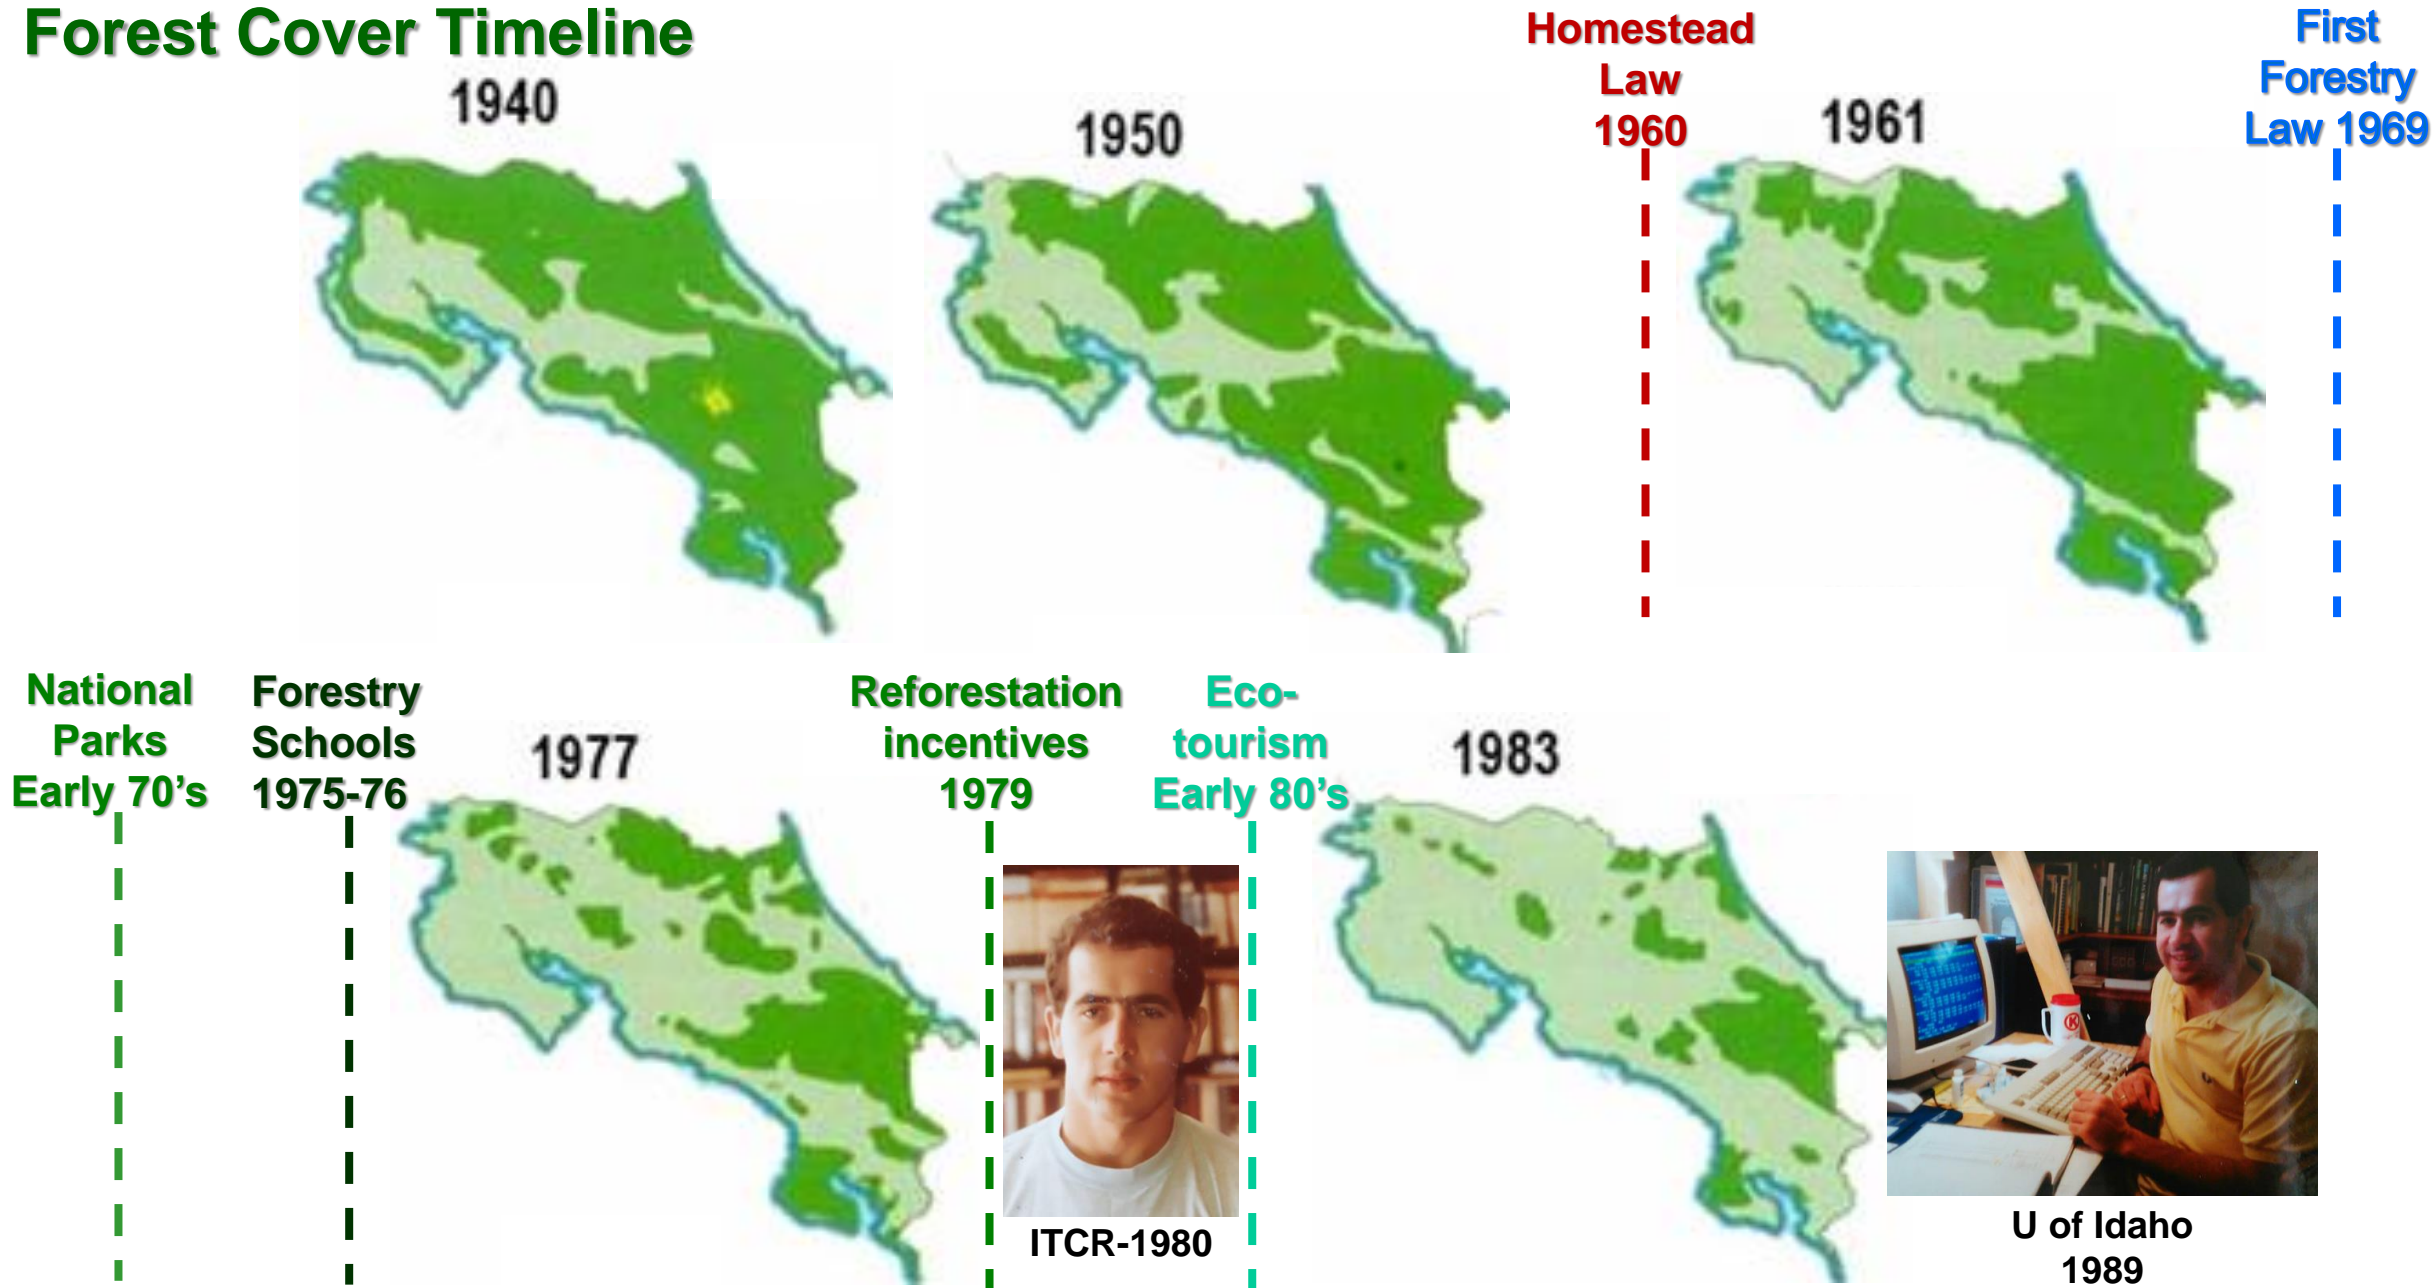 Forest Cover Timeline
1940
1950
Homestead
Law
1960
1961
First
Forestry
Law 1969
National
Parks
Early 70’s
Forestry
Schools
1975-76
1977
Reforestation
incentives
1979
Eco-
tourism
Early 80’s
1983
ITCR-1980
U of Idaho
1989